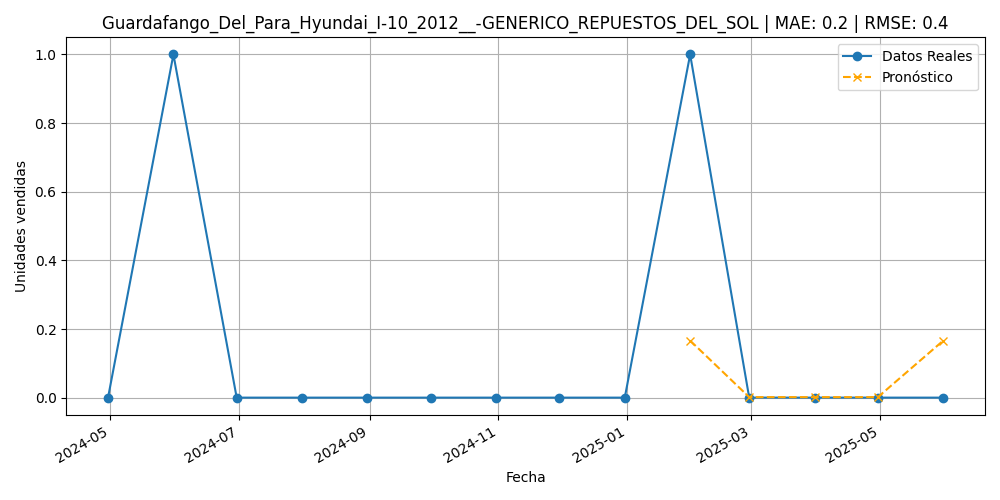 Guardafango_Del_Para_Hyundai_I-10_2012__-GENERICO_REPUESTOS_DEL_SOL | MAE: 0.2 | RMSE: 0.4
Datos Reales
Pronóstico
Unidades vendidas
1.0
0.8
0.6
0.4
0.2
0.0
2024-05
2024-07
2024-09
2024-11
2025-01
2025-03
2025-05
Fecha